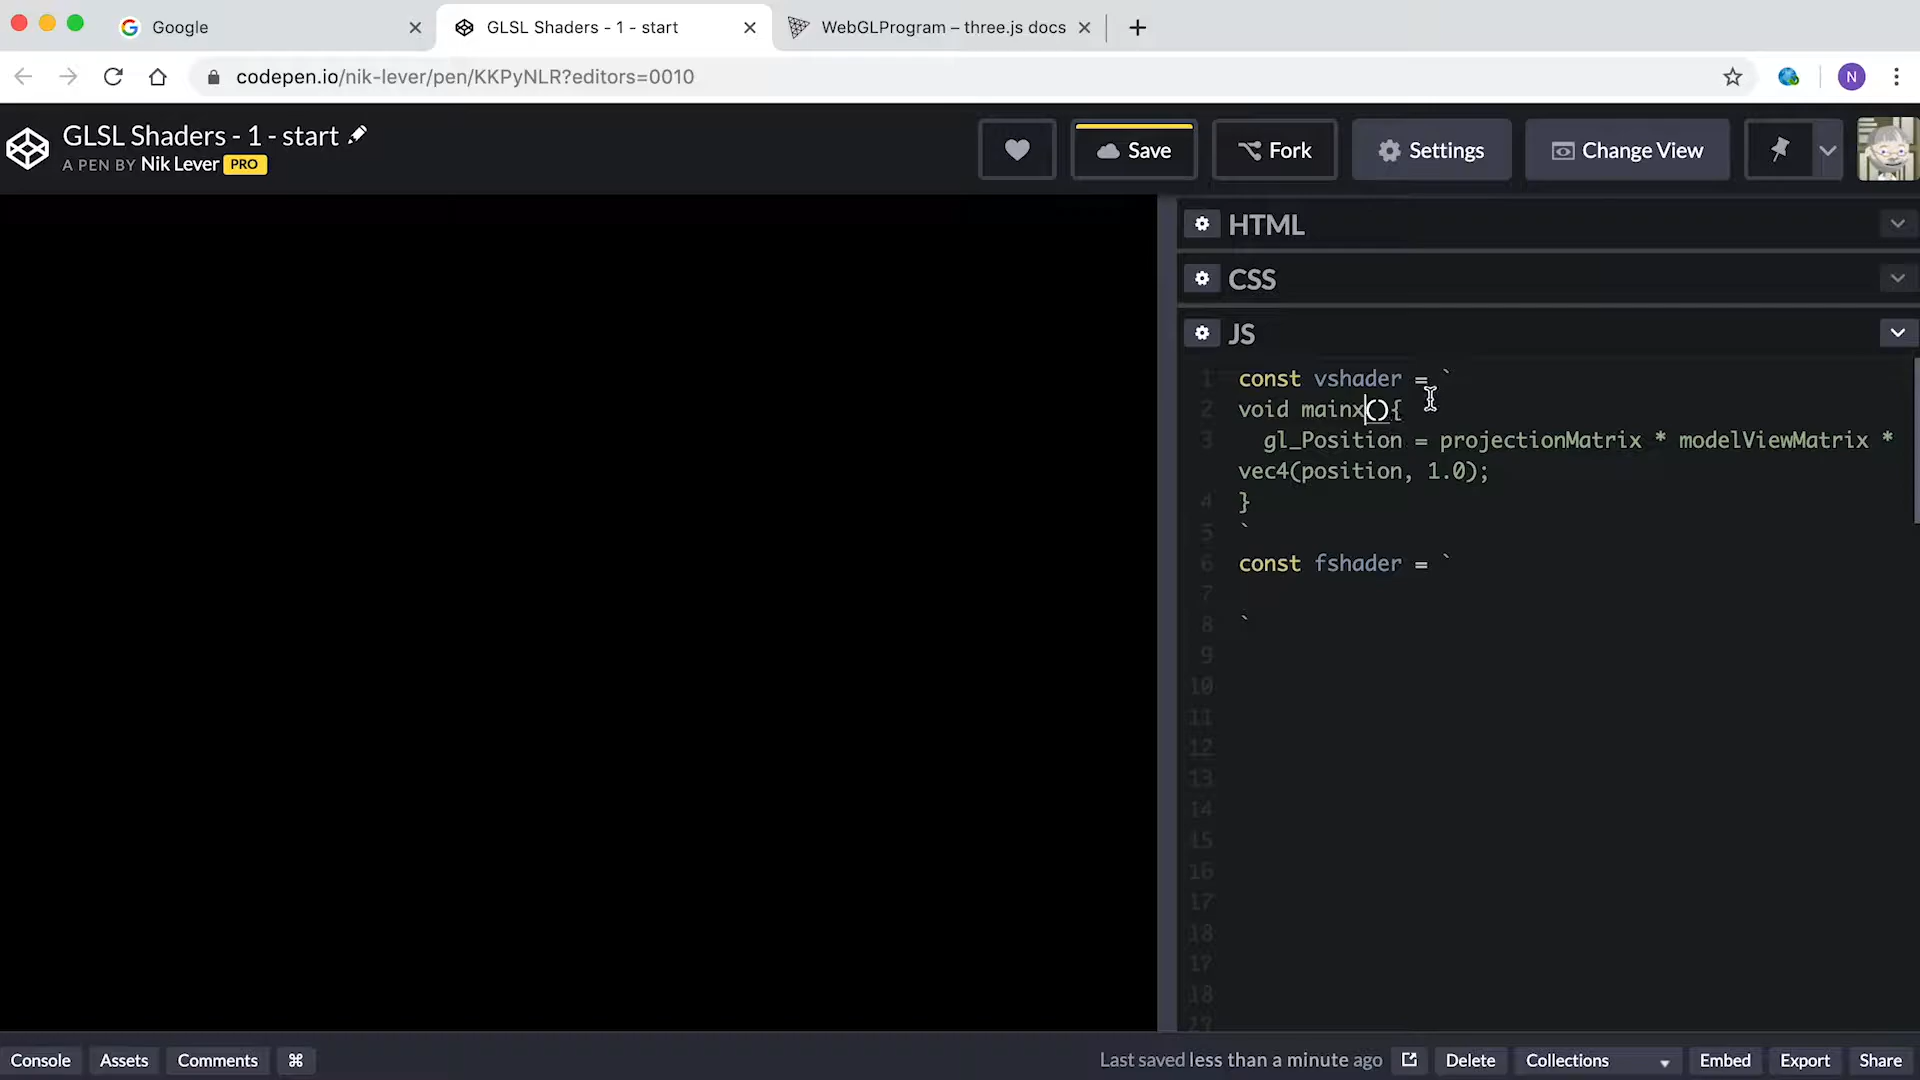 Google
GLSL Shaders - 1 - start
WebGLProgram – three.js docs
codepen.io/nik-lever/pen/KKPyNLR?editors=0010
N
GLSL Shaders - 1 - start
A PEN BY Nik Lever PRO
Save
Fork
Settings
Change View
HTML
CSS
JS
1 const vshader = `
2 void mainx(){
3 gl_Position = projectionMatrix * modelViewMatrix *
vec4(position, 1.0);
4 }
5 `
6 const fshader = `
7
8 `
9
10
11
12
13
14
15
16
17
18
17
18
Console
Assets
Comments
⌘
Last saved less than a minute ago
Delete
Collections
Embed
Export
Share